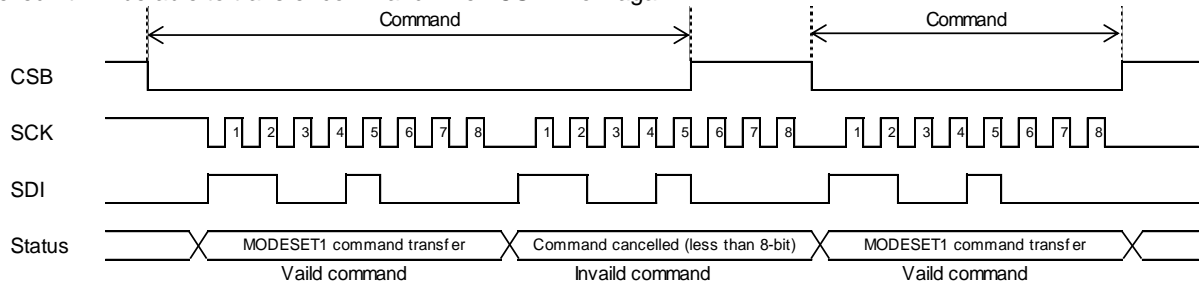 Command Command
CSB
SCK 1 2 3 4 5 6 7 8 1 2 3 4 5 6 7 8 1 2 3 4 5 6 7 8
SDI
Status MODESET1 command transfer Command cancelled (less than 8-bit) MODESET1 command transfer
Vaild command Invaild command Vaild command